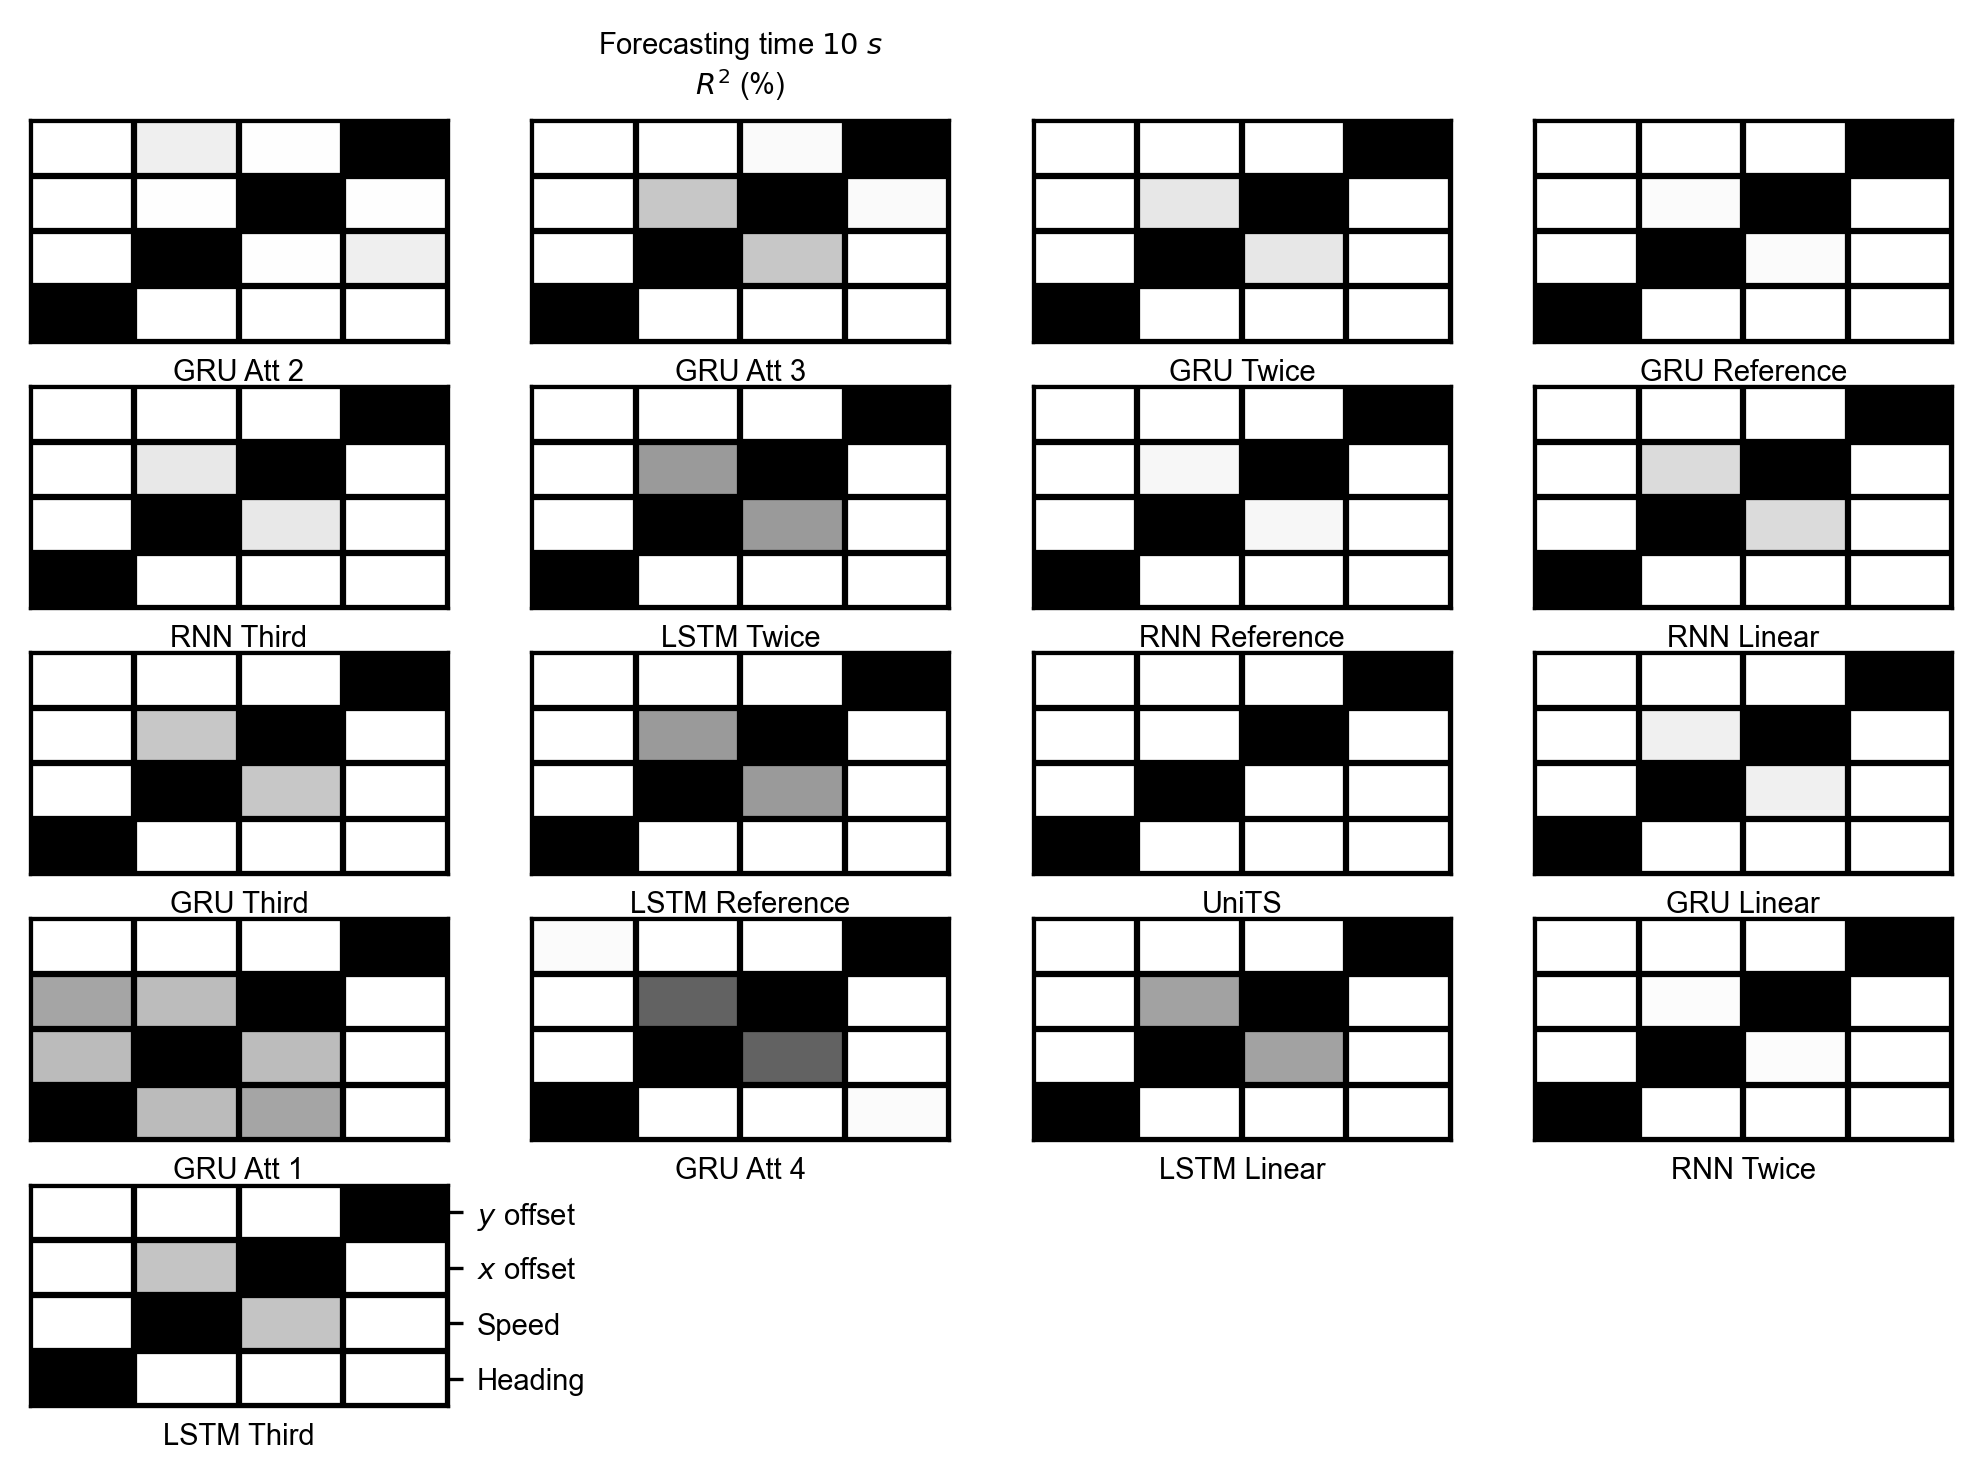 Forecasting time 10 s
R² (%)
GRU Att 2
GRU Att 3
GRU Twice
GRU Reference
RNN Third
LSTM Twice
RNN Reference
RNN Linear
GRU Third
LSTM Reference
UniTS
GRU Linear
GRU Att 1
GRU Att 4
LSTM Linear
RNN Twice
y offset
x offset
Speed
Heading
LSTM Third